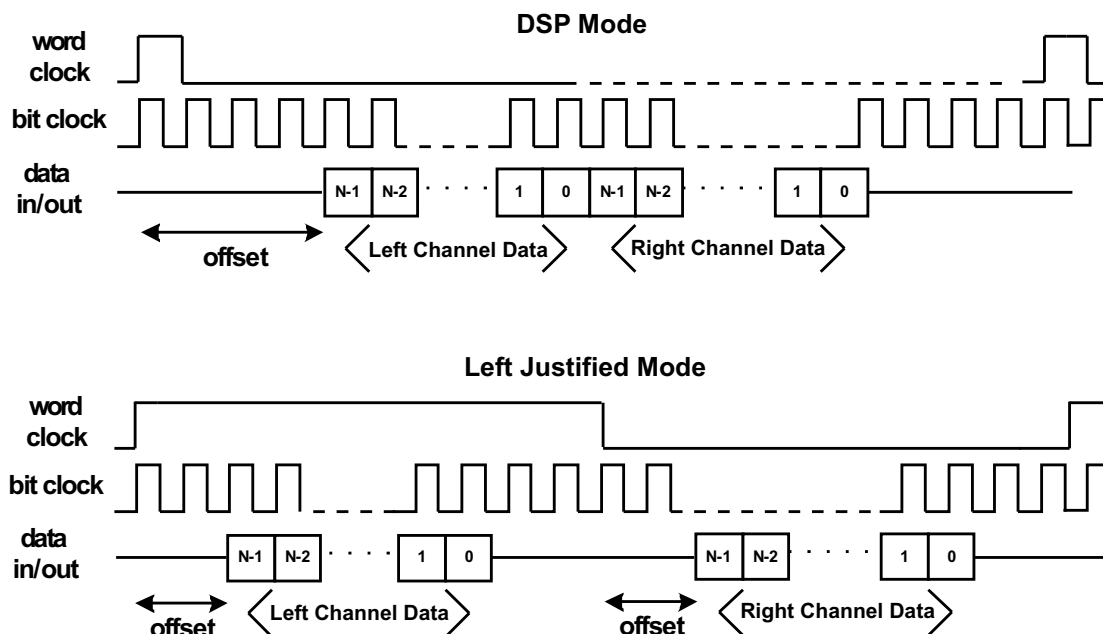 DSP Mode
word
clock
bit clock
data
in/out
N-1 N-2 · · · · 1 0 N-1 N-2 · · · · · 1 0
offset
Left Channel Data
Right Channel Data
Left Justified Mode
word
clock
bit clock
data
in/out
N-1 N-2 · · · · 1 0 N-1 N-2 · · · · · 1 0
offset
Left Channel Data
offset
Right Channel Data